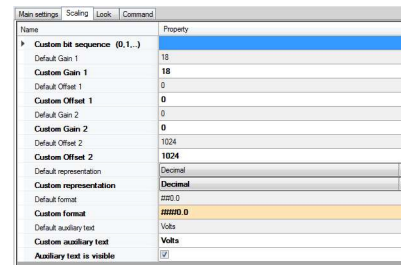 Main settings Scaling Look Command
Name Property
Custom bit sequence (0,1,..)
Default Gain 1 18
Custom Gain 1 18
Default Offset 1 0
Custom Offset 1 0
Default Gain 2 0
Custom Gain 2 0
Default Offset 2 1024
Custom Offset 2 1024
Default representation Decimal
Custom representation Decimal
Default format ##0.0
Custom format ###0.0
Default auxiliary text Volts
Custom auxiliary text Volts
Auxiliary text is visible